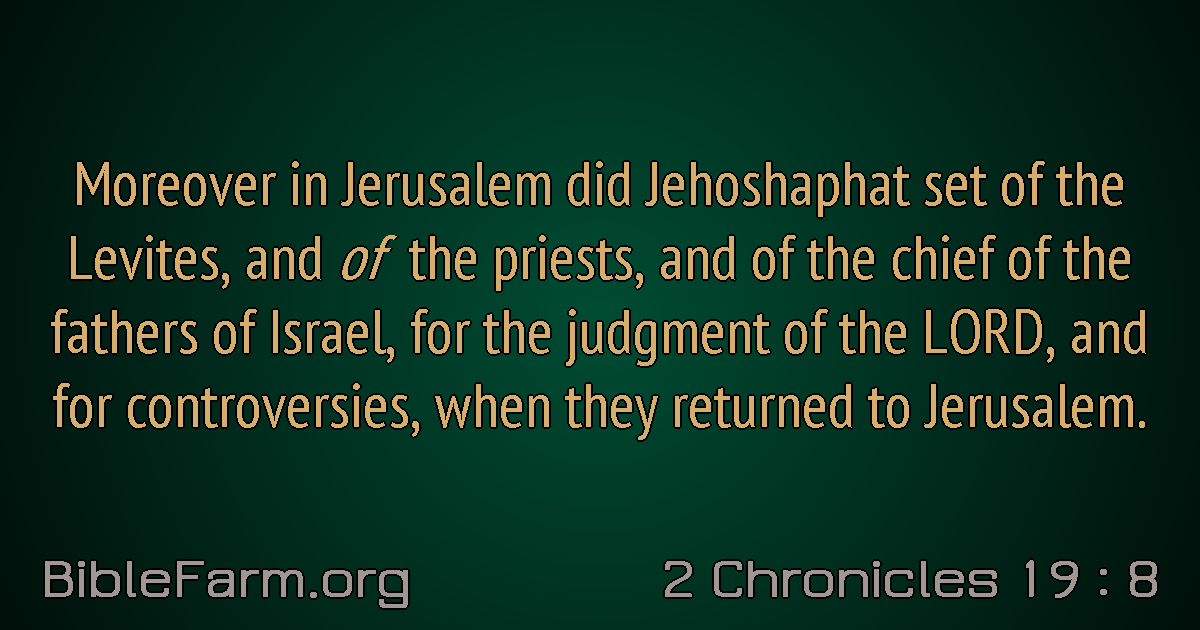 Moreover in Jerusalem did Jehoshaphat set of the
Levites, and of the priests, and of the chief of the
fathers of Israel, for the judgment of the LORD, and
for controversies, when they returned to Jerusalem.
BibleFarm.org
2 Chronicles 19 : 8